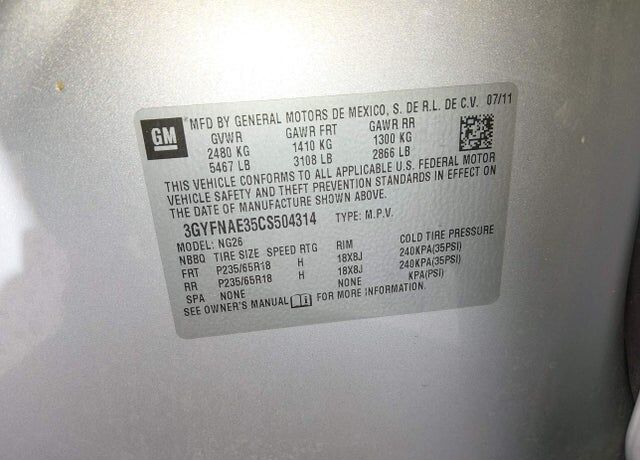 GM
MFD BY GENERAL MOTORS DE MEXICO, S. DE R.L. DE C.V. 07/11
GVWR GAWR FRT GAWR RR
2480 KG 1410 KG 1300 KG
5467 LB 3108 LB 2866 LB
THIS VEHICLE CONFORMS TO ALL APPLICABLE U.S. FEDERAL MOTOR
VEHICLE SAFETY AND THEFT PREVENTION STANDARDS IN EFFECT ON
THE DATE OF MANUFACTURE SHOWN ABOVE.
3GYFNAE35CS504314 TYPE: M.P.V.
MODEL: NG26
NBBQ TIRE SIZE SPEED RTG RIM COLD TIRE PRESSURE
FRT P235/65R18 H 18X8J 240KPA(35PSI)
RR P235/65R18 H 18X8J 240KPA(35PSI)
SPA NONE NONE KPA(PSI)
SEE OWNER'S MANUAL FOR MORE INFORMATION.